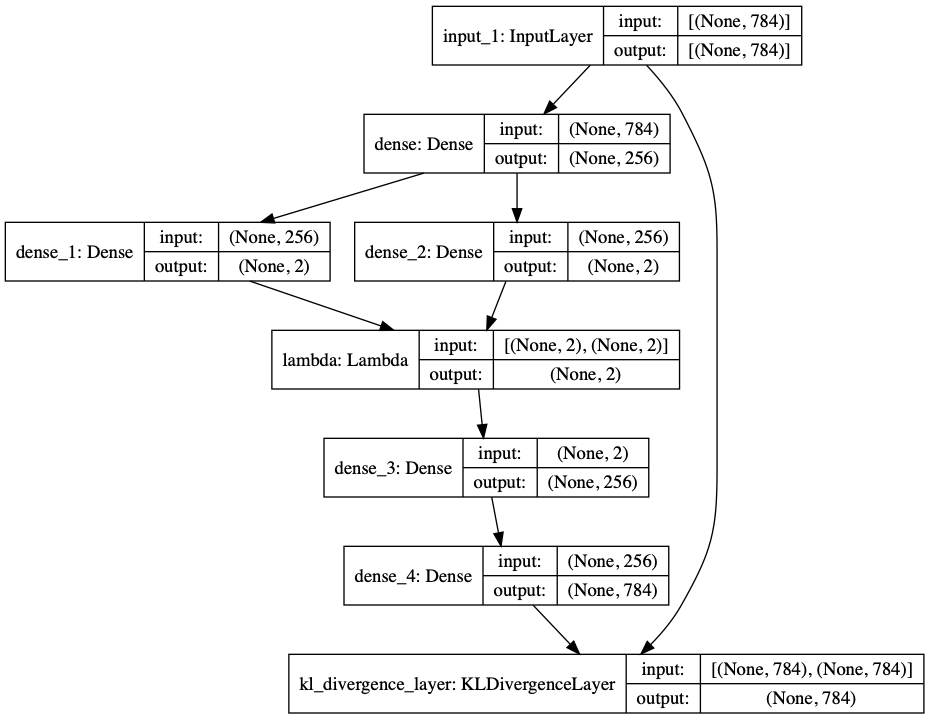 input_1: InputLayer
input: [(None, 784)]
output: [(None, 784)]
dense: Dense
input: (None, 784)
output: (None, 256)
dense_1: Dense
input: (None, 256)
output: (None, 2)
dense_2: Dense
input: (None, 256)
output: (None, 2)
lambda: Lambda
input: [(None, 2), (None, 2)]
output: (None, 2)
dense_3: Dense
input: (None, 2)
output: (None, 256)
dense_4: Dense
input: (None, 256)
output: (None, 784)
kl_divergence_layer: KLDivergenceLayer
input: [(None, 784), (None, 784)]
output: (None, 784)